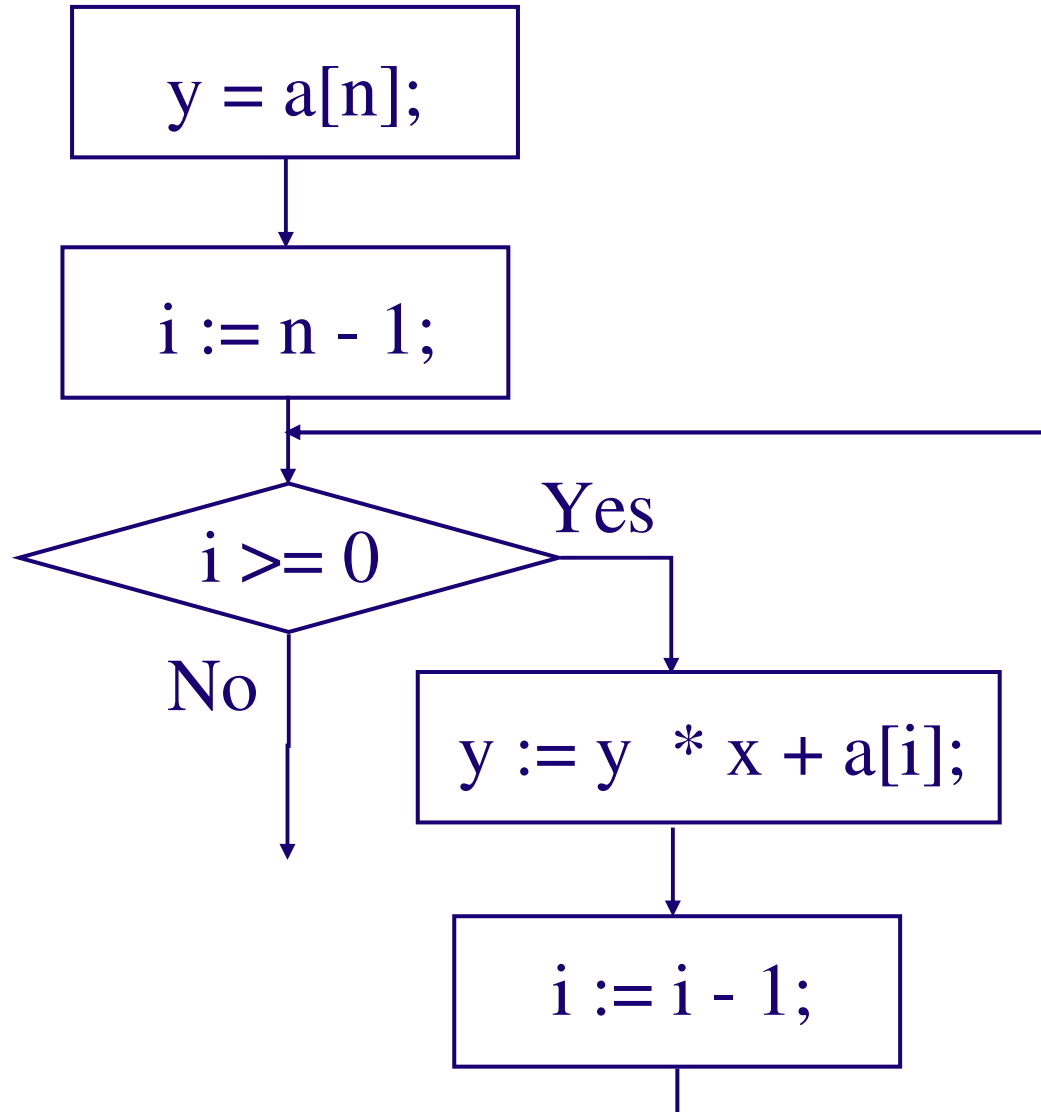 y = a[n];
i := n - 1;
i >= 0
Yes
No
y := y * x + a[i];
i := i - 1;